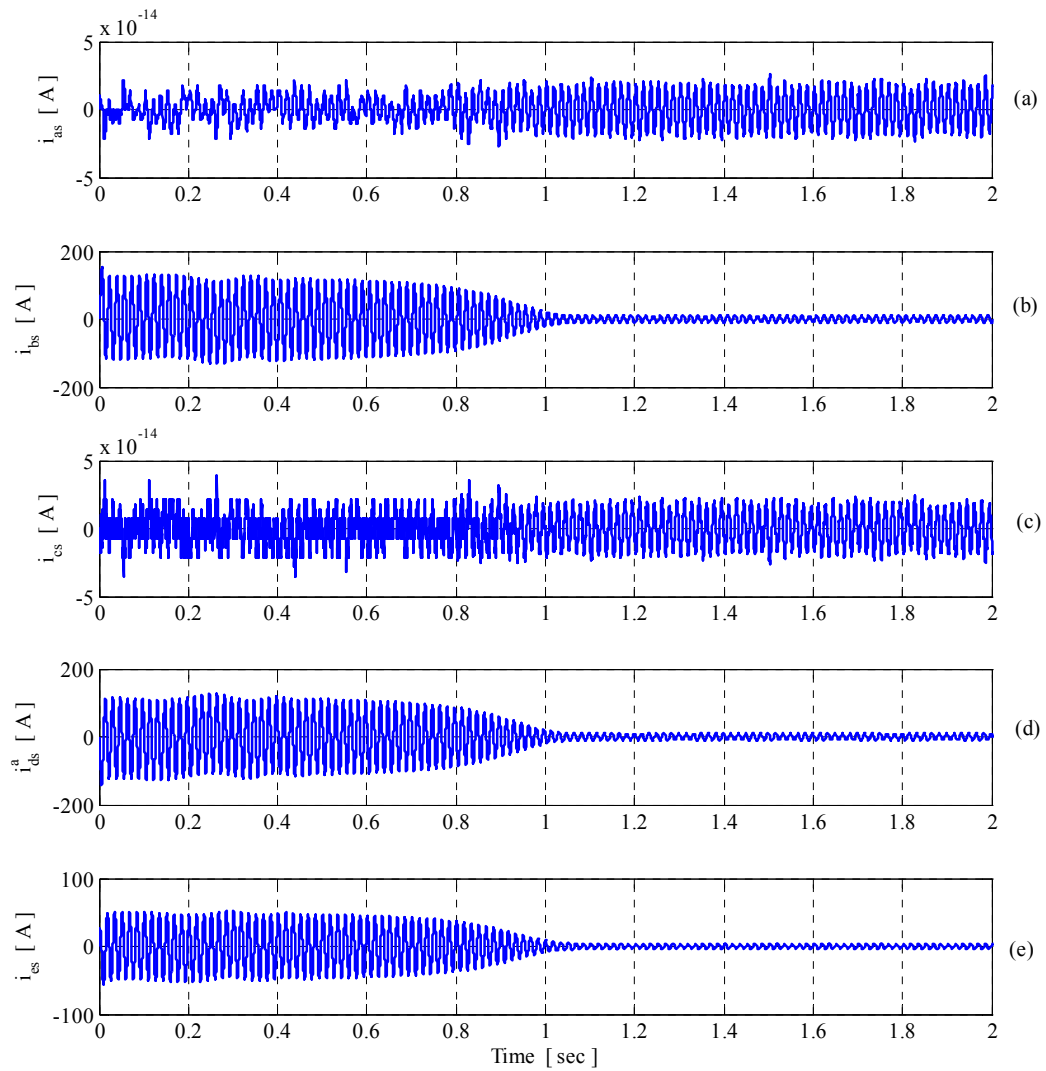 x 10^-14
5
0
-5
i_as [ A ]
0 0.2 0.4 0.6 0.8 1 1.2 1.4 1.6 1.8 2
(a)
200
0
-200
i_bs [ A ]
0 0.2 0.4 0.6 0.8 1 1.2 1.4 1.6 1.8 2
(b)
x 10^-14
5
0
-5
i_cs [ A ]
0 0.2 0.4 0.6 0.8 1 1.2 1.4 1.6 1.8 2
(c)
200
0
-200
i^a_ds [ A ]
0 0.2 0.4 0.6 0.8 1 1.2 1.4 1.6 1.8 2
(d)
100
0
-100
i_es [ A ]
0 0.2 0.4 0.6 0.8 1 1.2 1.4 1.6 1.8 2
(e)
Time [ sec ]